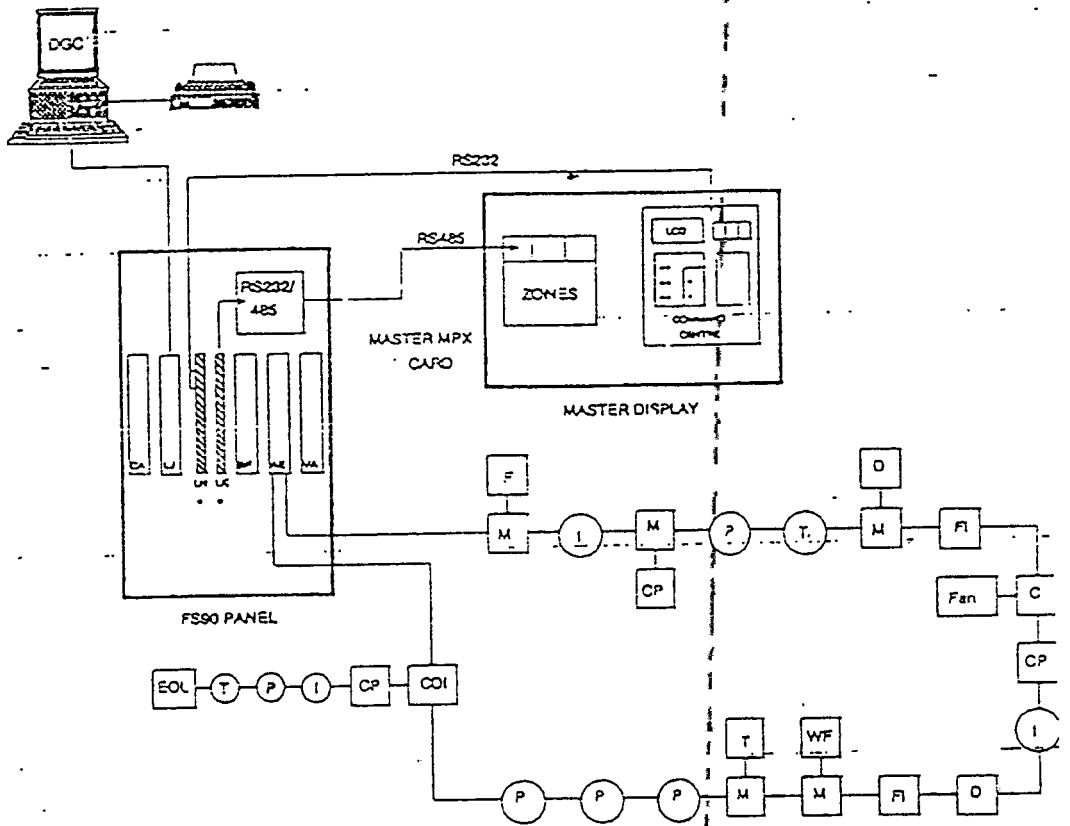 DGC
RS232
LCD
RS485
RS232/
485
ZONES
MASTER MPX
CARD
MASTER DISPLAY
F
O
M
I
M
P
T
M
FI
CP
Fan
C
FS90 PANEL
CP
EOL
T
P
I
CP
CDI
T
WF
I
P
P
P
M
M
FI
O